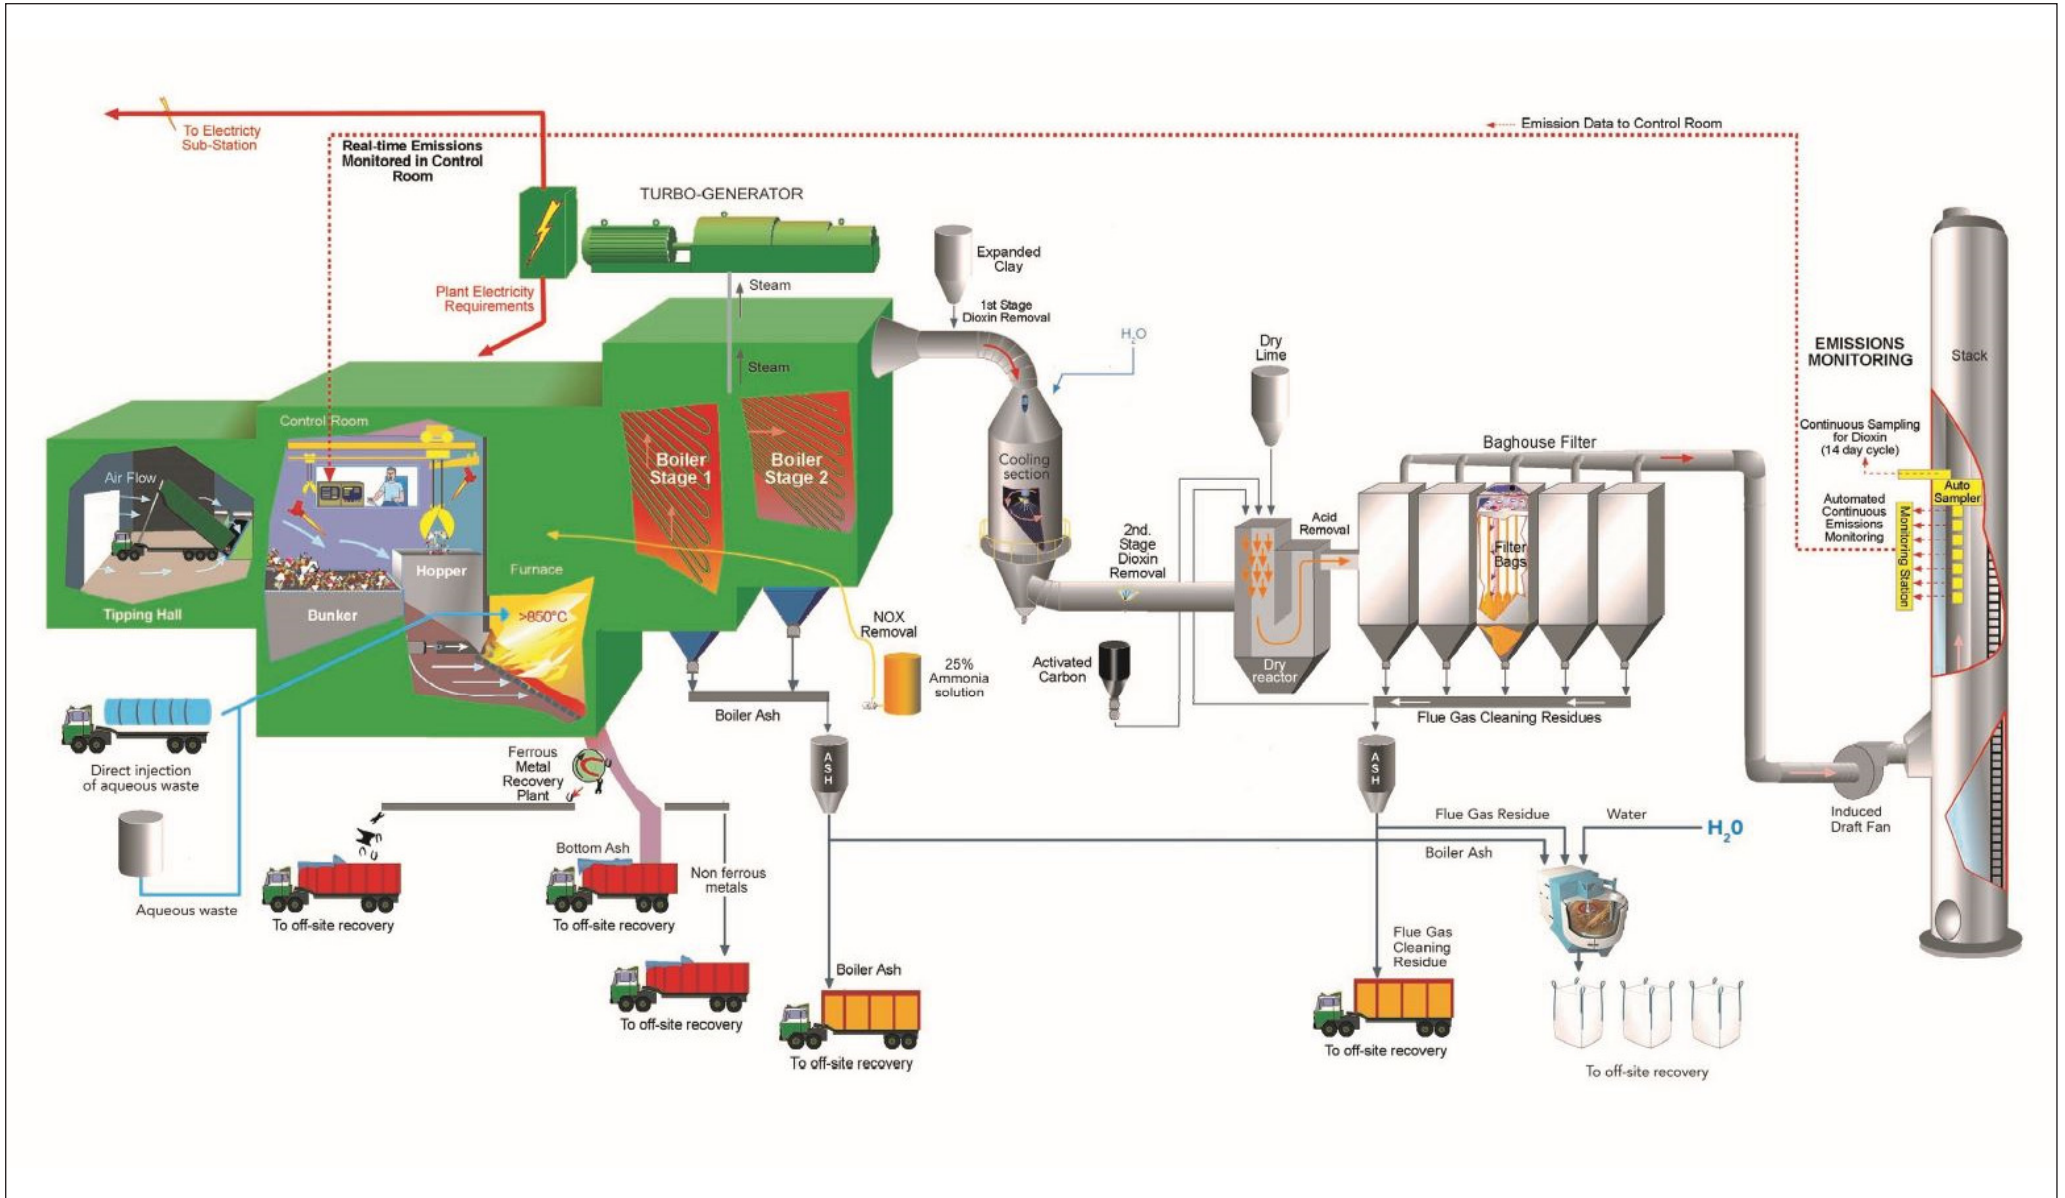 To Electricty
Sub-Station
Real-time Emissions
Monitored in Control
Room
Emission Data to Control Room
TURBO-GENERATOR
Plant Electricity
Requirements
Steam
Steam
Expanded
Clay
1st Stage
Dioxin Removal
H₂O
Dry
Lime
EMISSIONS
MONITORING
Stack
Control Room
Air Flow
Tipping Hall
Bunker
Hopper
Furnace
>850°C
Boiler
Stage 1
Boiler
Stage 2
Cooling
section
2nd.
Stage
Dioxin
Removal
Acid
Removal
Baghouse Filter
Filter
Bags
Continuous Sampling
for Dioxin
(14 day cycle)
Auto
Sampler
Automated
Continuous
Emissions
Monitoring
Monitoring Station
NOX
Removal
25%
Ammonia
solution
Activated
Carbon
Dry
reactor
Flue Gas Cleaning Residues
Boiler Ash
ASH
ASH
Direct injection
of aqueous waste
Aqueous waste
Ferrous
Metal
Recovery
Plant
Bottom Ash
Non ferrous
metals
To off-site recovery
To off-site recovery
To off-site recovery
Boiler Ash
To off-site recovery
Flue Gas Residue
Water
H₂0
Boiler Ash
Induced
Draft Fan
Flue Gas
Cleaning
Residue
To off-site recovery
To off-site recovery